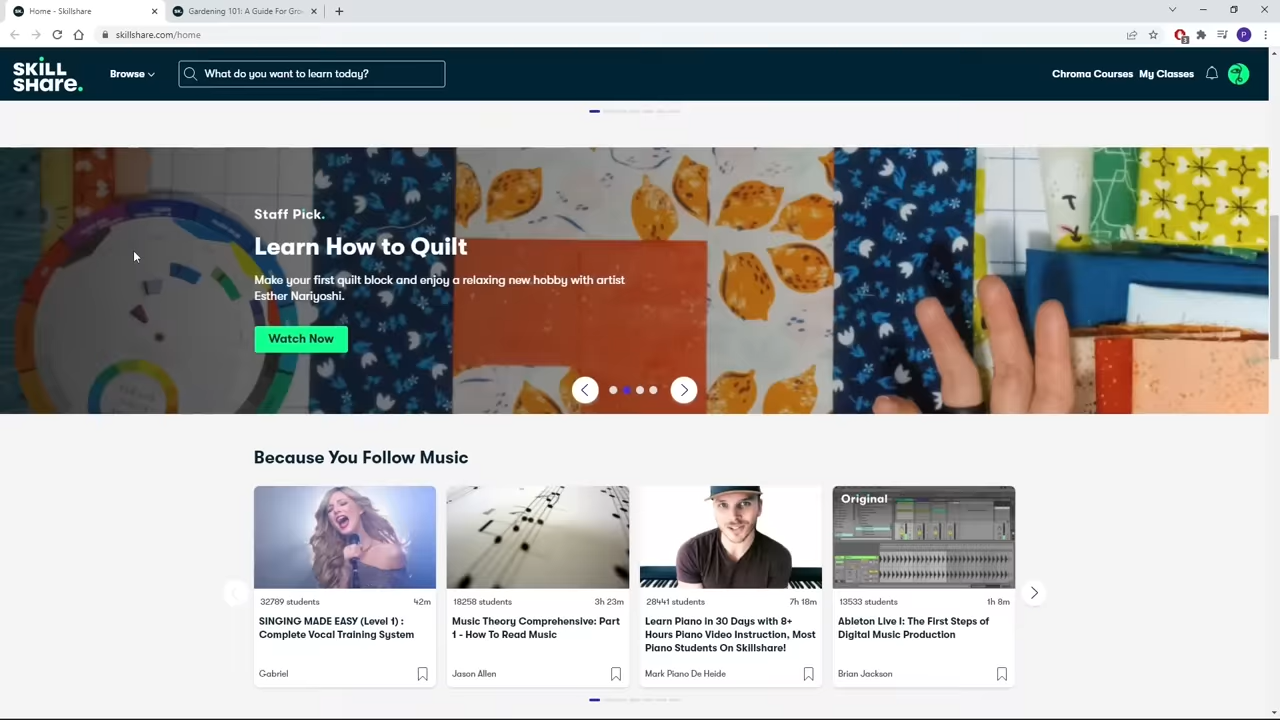 Home - Skillshare
Gardening 101: A Guide For Gro
skillshare.com/home
3
P
SKILL
SHare.
Browse
What do you want to learn today?
Chroma Courses
My Classes
Staff Pick.
Learn How to Quilt
Make your first quilt block and enjoy a relaxing new hobby with artist
Esther Nariyoshi.
Watch Now
Because You Follow Music
32789 students
42m
SINGING MADE EASY (Level 1) :
Complete Vocal Training System
Gabriel
18258 students
3h 23m
Music Theory Comprehensive: Part
1 - How To Read Music
Jason Allen
28441 students
7h 18m
Learn Piano in 30 Days with 8+
Hours Piano Video Instruction, Most
Piano Students On Skillshare!
Mark Piano De Heide
Original
13533 students
1h 8m
Ableton Live I: The First Steps of
Digital Music Production
Brian Jackson